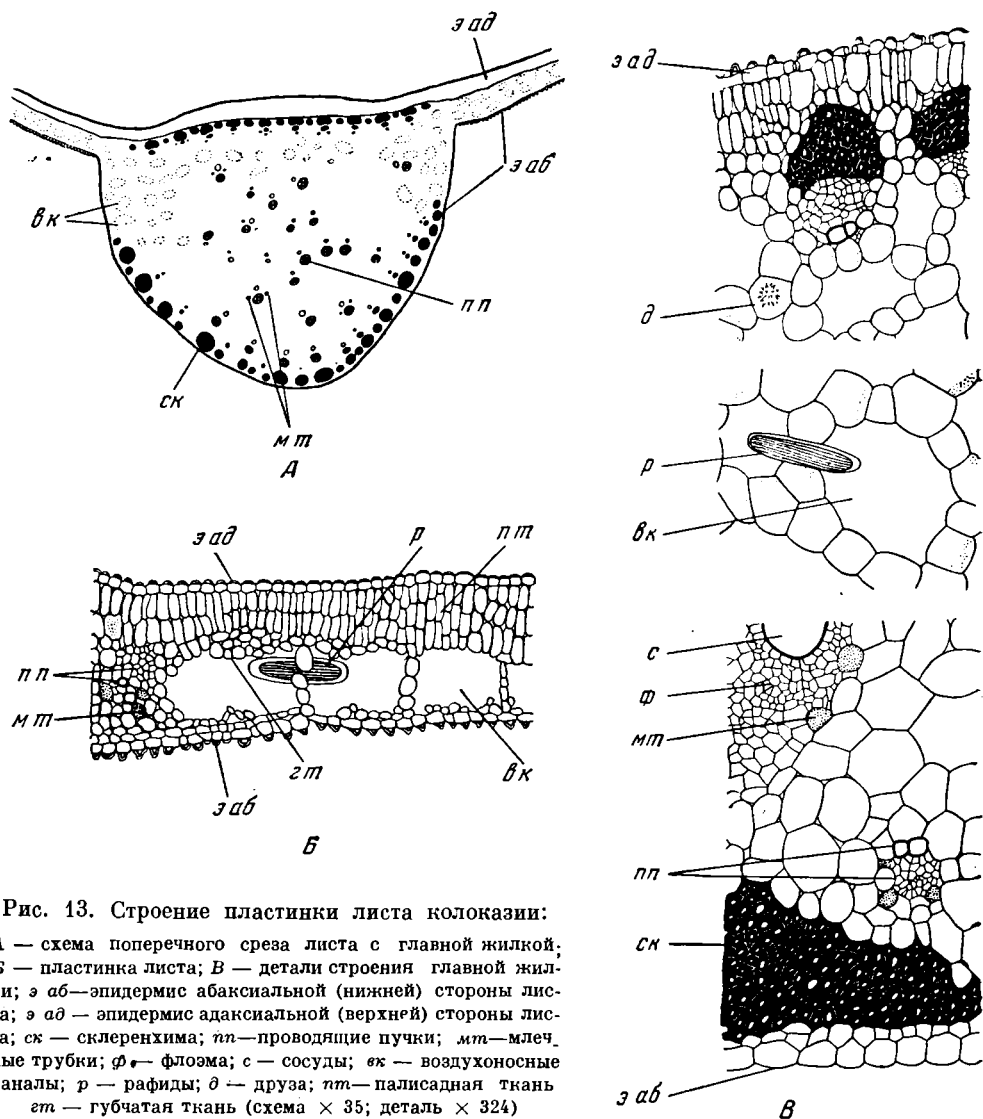 э ад
э аб
вк
пп
ск
мт
А
э ад
р
пт
пп
мт
гт
вк
э аб
Б
э ад
д
р
вк
с
ф
мт
пп
ск
э аб
В
Рис. 13. Строение пластинки листа колоказии:
— схема поперечного среза листа с главной жилкой;
— пластинка листа; В — детали строения главной жил-
и; э аб—эпидермис абаксиальной (нижней) стороны лис-
а; э ад — эпидермис адаксиальной (верхней) стороны лис-
а; ск — склеренхима; пп—проводящие пучки; мт—млеч-
ые трубки; ф — флоэма; с — сосуды; вк — воздухоносные
аналы; р — рафиды; д — друза; пт— палисадная ткань
гт — губчатая ткань (схема × 35; деталь × 324)